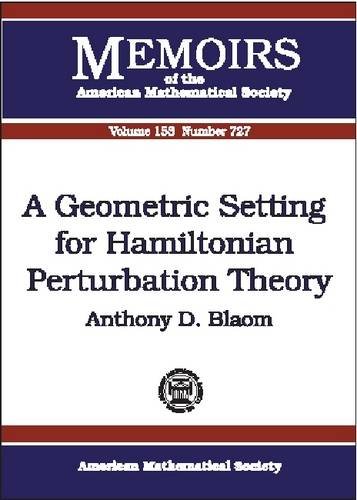 MEMOIRS
of the
American Mathematical Society
Volume 153 Number 727
A Geometric Setting
for Hamiltonian
Perturbation Theory
Anthony D. Blaom
American Mathematical Society